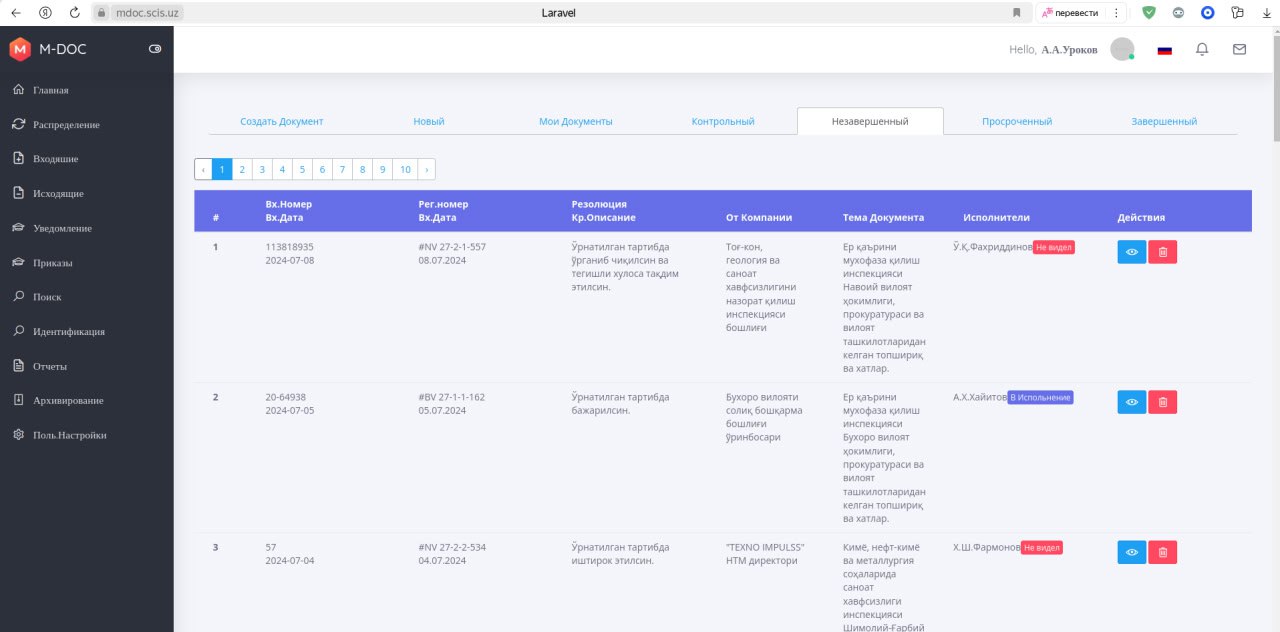 mdoc.scis.uz
Laravel
перевести
M-DOC
Hello, А.А.Уроков
Главная
Распределение
Входяшие
Исходящие
Уведомление
Приказы
Поиск
Идентификация
Отчеты
Архивирование
Поль.Настройки
Создать Документ
Новый
Мои Документы
Контрольный
Незавершенный
Просроченный
Завершенный
‹ 1 2 3 4 5 6 7 8 9 10 ›
#
Вх.Номер
Вх.Дата
Рег.номер
Вх.Дата
Резолюция
Кр.Описание
От Компании
Тема Документа
Исполнители
Действия
1
113818935
2024-07-08
#NV 27-2-1-557
08.07.2024
Ўрнатилган тартибда
ўрганиб чиқилсин ва
тегишли хулоса тақдим
этилсин.
Тоғ-кон,
геология ва
саноат
хавфсизлигини
назорат қилиш
инспекцияси
бошлиғи
Ер қаърини
мухофаза қилиш
инспекцияси
Навоий вилоят
ҳокимлиги,
прокуратураси ва
вилоят
ташкилотларидан
келган топшириқ
ва хатлар.
Ў.Қ.Фахриддинов Не видел
2
20-64938
2024-07-05
#BV 27-1-1-162
05.07.2024
Ўрнатилган тартибда
бажарилсин.
Бухоро вилояти
солиқ бошқарма
бошлиғи
ўринбосари
Ер қаърини
мухофаза қилиш
инспекцияси
Бухоро вилоят
ҳокимлиги,
прокуратураси ва
вилоят
ташкилотларидан
келган топшириқ
ва хатлар.
А.Х.Хайитов В Испольнение
3
57
2024-07-04
#NV 27-2-2-534
04.07.2024
Ўрнатилган тартибда
иштирок этилсин.
"TEXNO IMPULSS"
НТМ директори
Кимё, нефт-кимё
ва металлургия
соҳаларида
саноат
хавфсизлиги
инспекцияси
Шимолий-Ғарбий
Х.Ш.Фармонов Не видел